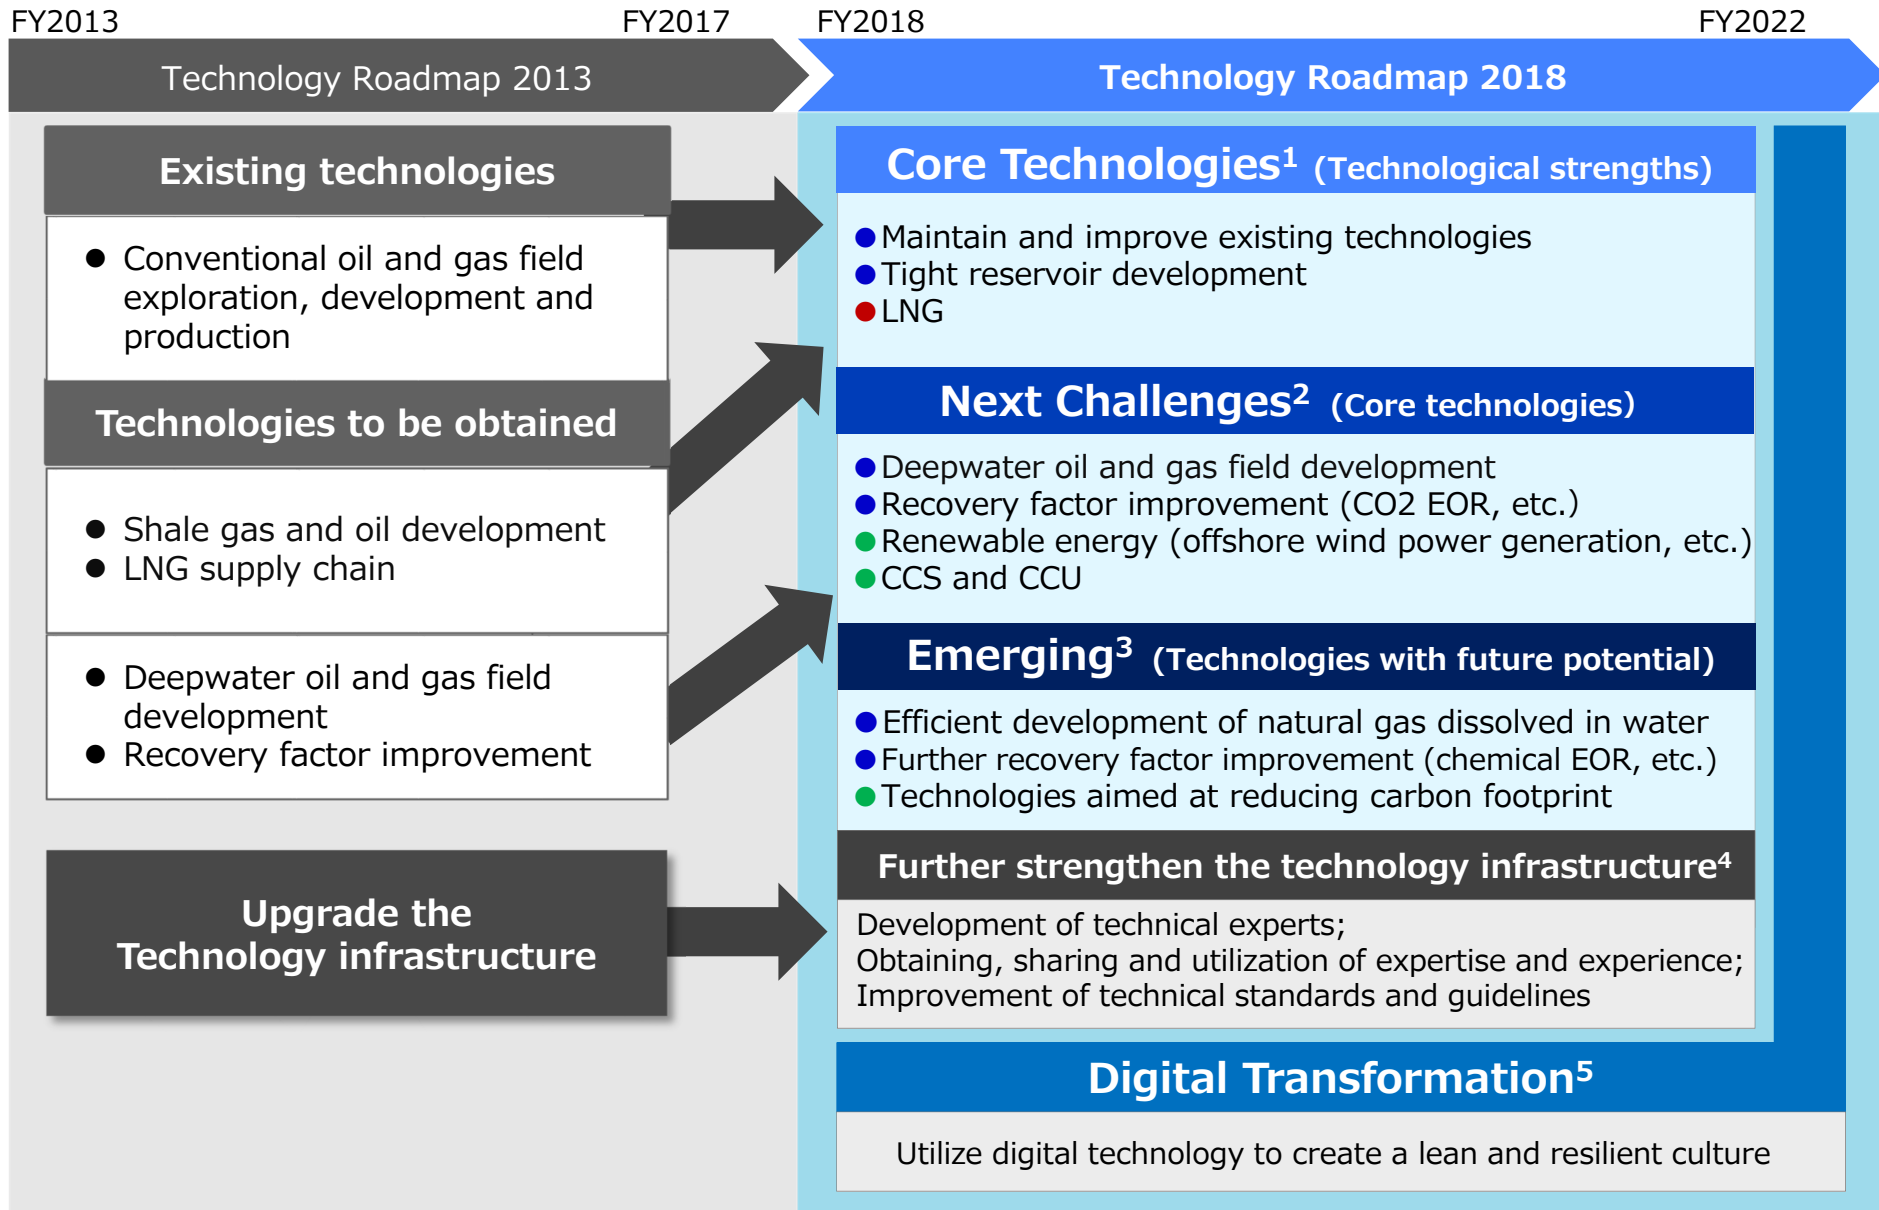 FY2013
FY2017
FY2018
FY2022
Technology Roadmap 2013
Technology Roadmap 2018
Existing technologies
● Conventional oil and gas field
exploration, development and
production
Technologies to be obtained
● Shale gas and oil development
● LNG supply chain
● Deepwater oil and gas field
development
● Recovery factor improvement
Upgrade the
Technology infrastructure
Core Technologies¹ (Technological strengths)
●Maintain and improve existing technologies
●Tight reservoir development
●LNG
Next Challenges² (Core technologies)
●Deepwater oil and gas field development
●Recovery factor improvement (CO2 EOR, etc.)
●Renewable energy (offshore wind power generation, etc.)
●CCS and CCU
Emerging³ (Technologies with future potential)
●Efficient development of natural gas dissolved in water
●Further recovery factor improvement (chemical EOR, etc.)
●Technologies aimed at reducing carbon footprint
Further strengthen the technology infrastructure⁴
Development of technical experts;
Obtaining, sharing and utilization of expertise and experience;
Improvement of technical standards and guidelines
Digital Transformation⁵
Utilize digital technology to create a lean and resilient culture